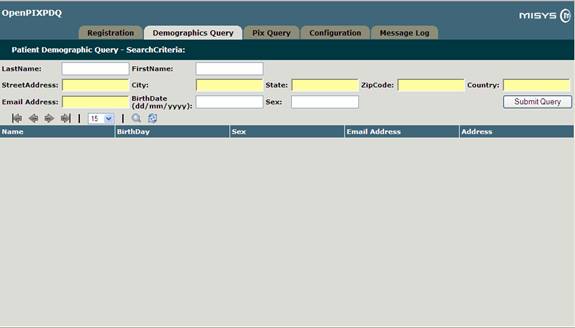 OpenPIXPDQ
MISYS
Registration Demographics Query Pix Query Configuration Message Log
Patient Demographic Query - SearchCriteria:
LastName: FirstName:
StreetAddress: City: State: ZipCode: Country:
Email Address: BirthDate (dd/mm/yyyy): Sex: Submit Query
15
Name BirthDay Sex Email Address Address